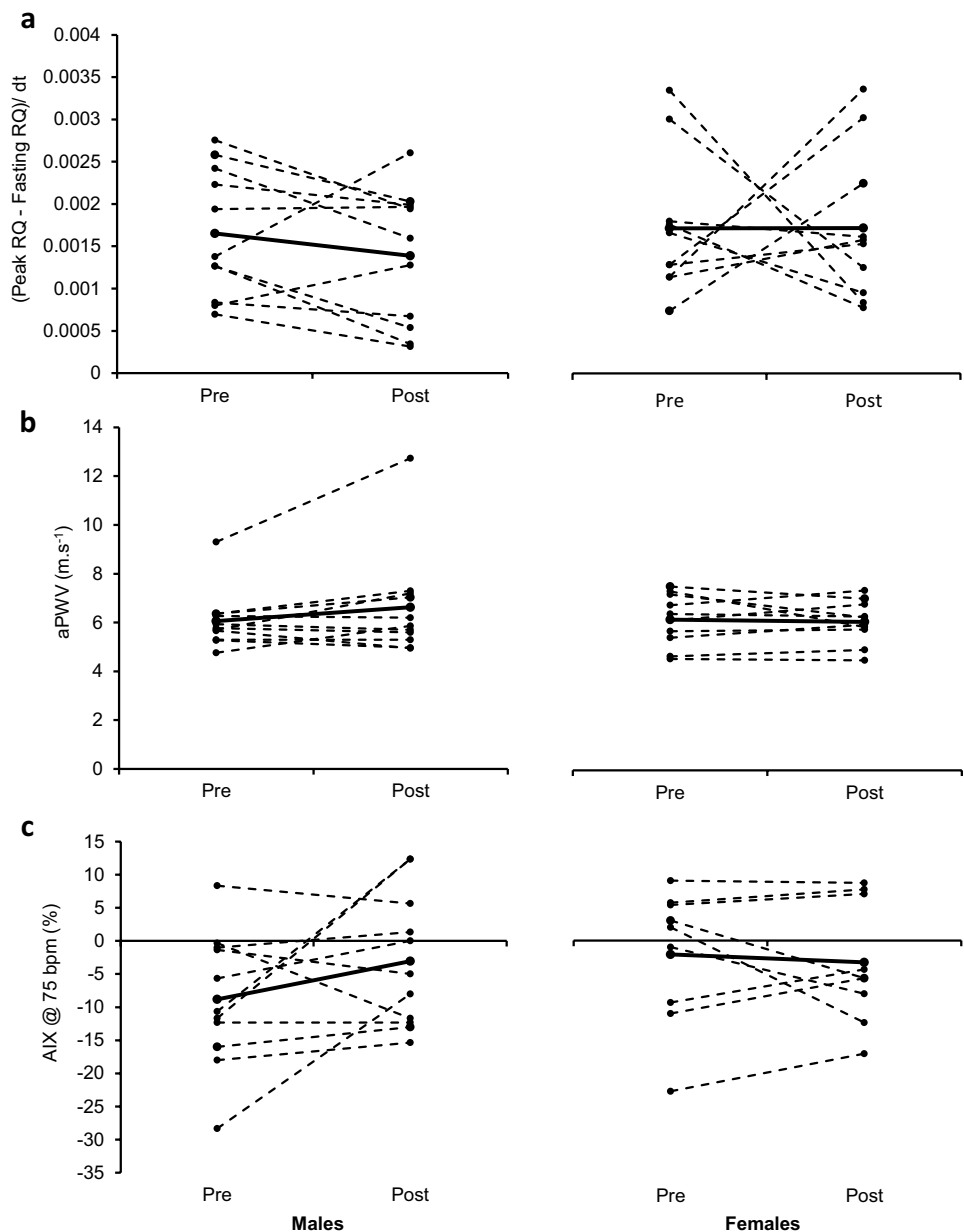 a
(Peak RQ - Fasting RQ)/ dt
0.004
0.0035
0.003
0.0025
0.002
0.0015
0.001
0.0005
0
Pre Post
Pre Post
b
aPWV (m.s-1)
14
12
10
8
6
4
2
0
Pre Post
Pre Post
c
AIX @ 75 bpm (%)
15
10
5
0
-5
-10
-15
-20
-25
-30
-35
Pre Post
Pre Post
Males
Females